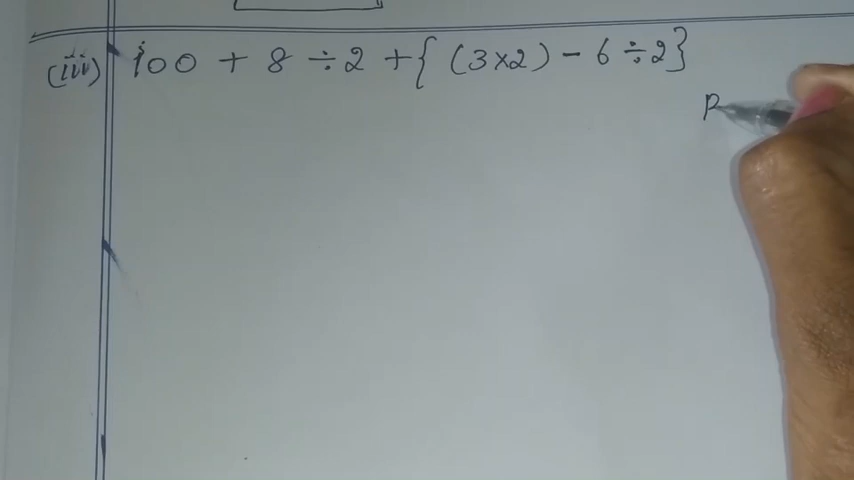 (iii) 100 + 8 ÷ 2 + { (3×2) - 6 ÷ 2 }
P